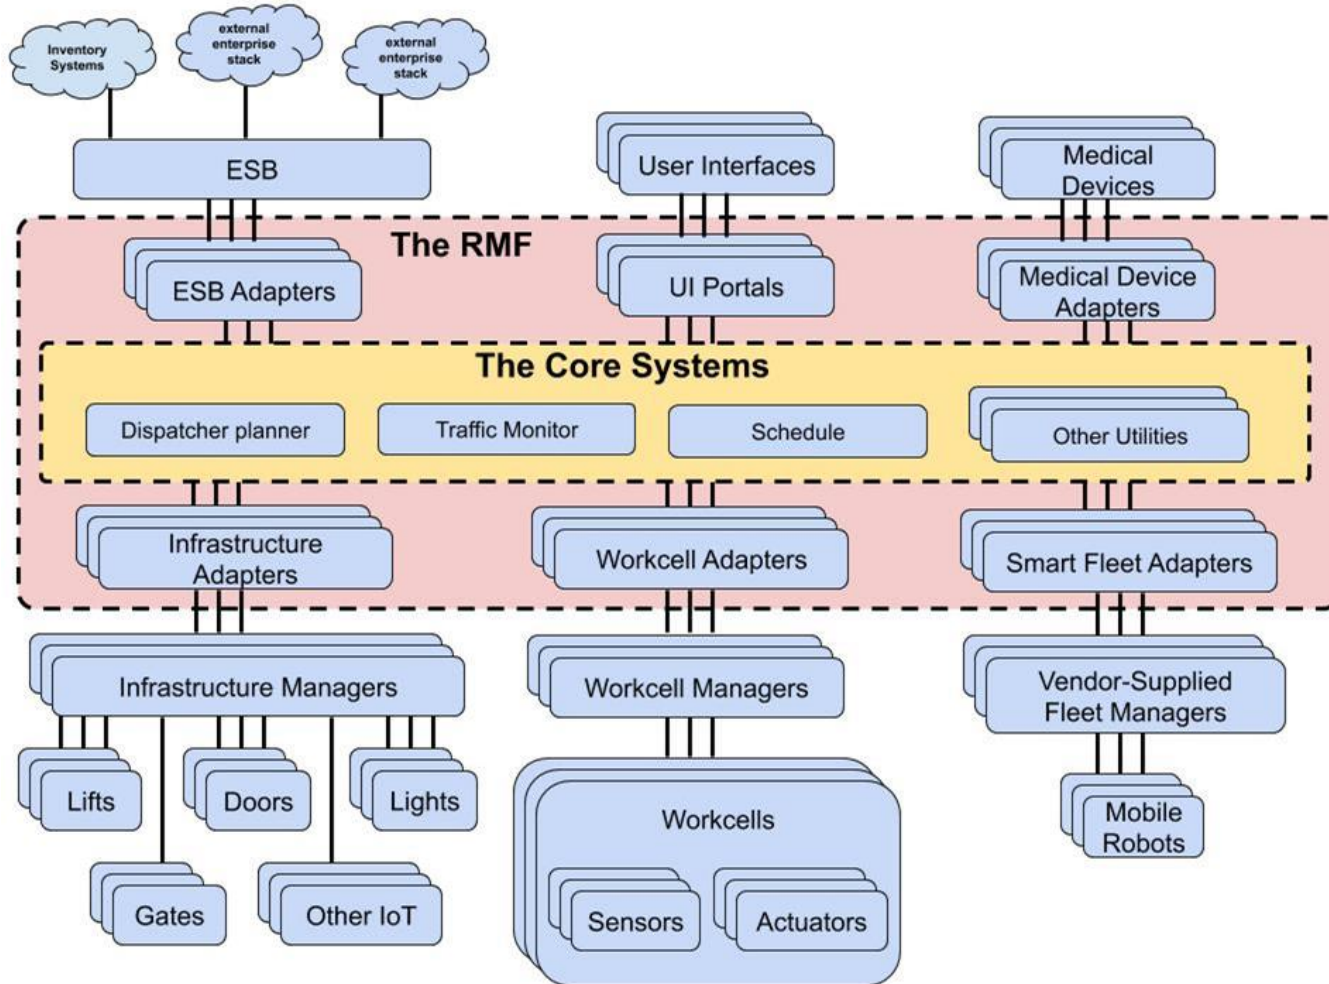 Inventory
Systems
external
enterprise
stack
external
enterprise
stack
ESB
User Interfaces
Medical
Devices
The RMF
ESB Adapters
UI Portals
Medical Device
Adapters
The Core Systems
Dispatcher planner
Traffic Monitor
Schedule
Other Utilities
Infrastructure
Adapters
Workcell Adapters
Smart Fleet Adapters
Infrastructure Managers
Workcell Managers
Vendor-Supplied
Fleet Managers
Lifts
Doors
Lights
Workcells
Mobile
Robots
Gates
Other IoT
Sensors
Actuators